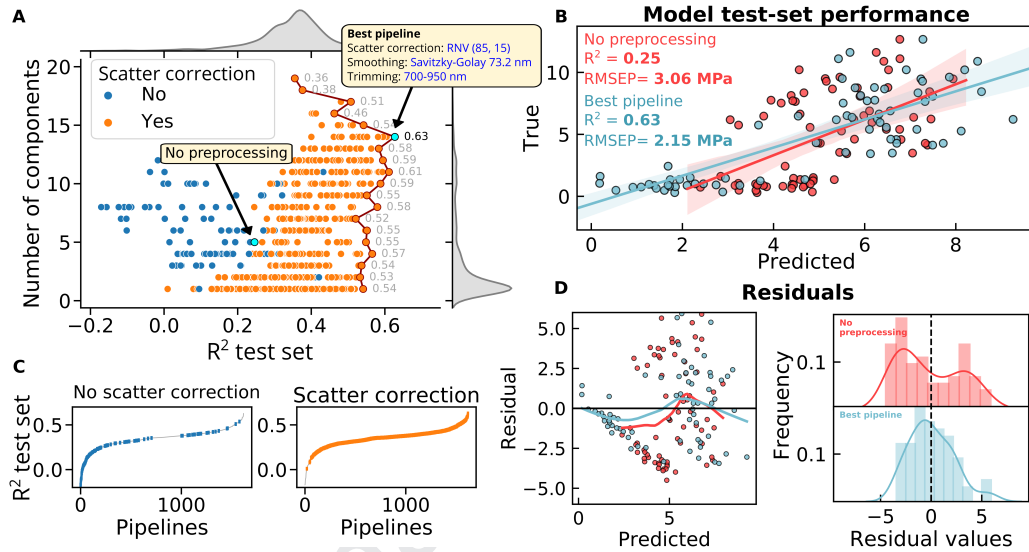 A
Best pipeline
Scatter correction: RNV (85, 15)
Smoothing: Savitzky-Golay 73.2 nm
Trimming: 700-950 nm
Scatter correction
No
Yes
No preprocessing
Number of components
20
15
10
5
0
0.36
0.38
0.51
0.46
0.54
0.63
0.58
0.59
0.61
0.59
0.55
0.58
0.52
0.55
0.55
0.57
0.54
0.53
0.54
−0.2
0.0
0.2
0.4
0.6
R² test set
B
Model test-set performance
No preprocessing
R² = 0.25
RMSEP= 3.06 MPa
Best pipeline
R² = 0.63
RMSEP= 2.15 MPa
True
10
5
0
0
2
4
6
8
Predicted
C
No scatter correction
Scatter correction
R² test set
0.5
0.0
0.5
0.0
0
1000
0
1000
Pipelines
Pipelines
D
Residuals
Residual
5.0
2.5
0.0
−2.5
−5.0
0
5
Predicted
No
preprocessing
Best pipeline
Frequency
0.1
0.1
−5
0
5
Residual values